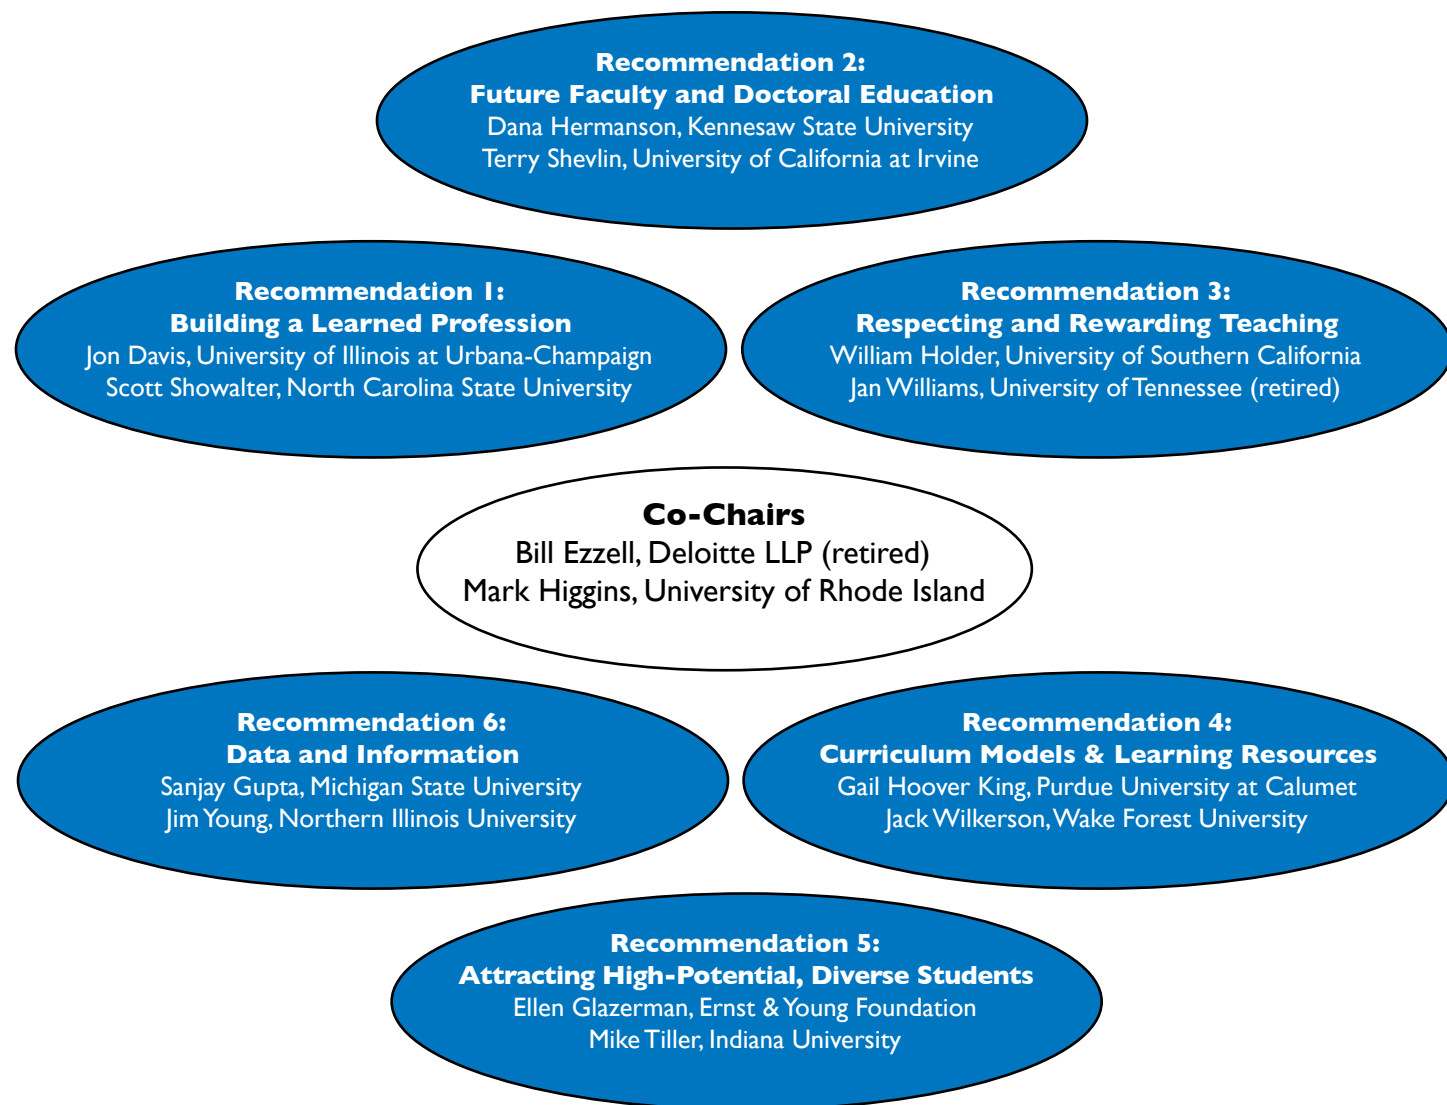 Recommendation 2:
Future Faculty and Doctoral Education
Dana Hermanson, Kennesaw State University
Terry Shevlin, University of California at Irvine
Recommendation 1:
Building a Learned Profession
Jon Davis, University of Illinois at Urbana-Champaign
Scott Showalter, North Carolina State University
Recommendation 3:
Respecting and Rewarding Teaching
William Holder, University of Southern California
Jan Williams, University of Tennessee (retired)
Co-Chairs
Bill Ezzell, Deloitte LLP (retired)
Mark Higgins, University of Rhode Island
Recommendation 6:
Data and Information
Sanjay Gupta, Michigan State University
Jim Young, Northern Illinois University
Recommendation 4:
Curriculum Models & Learning Resources
Gail Hoover King, Purdue University at Calumet
Jack Wilkerson, Wake Forest University
Recommendation 5:
Attracting High-Potential, Diverse Students
Ellen Glazerman, Ernst & Young Foundation
Mike Tiller, Indiana University